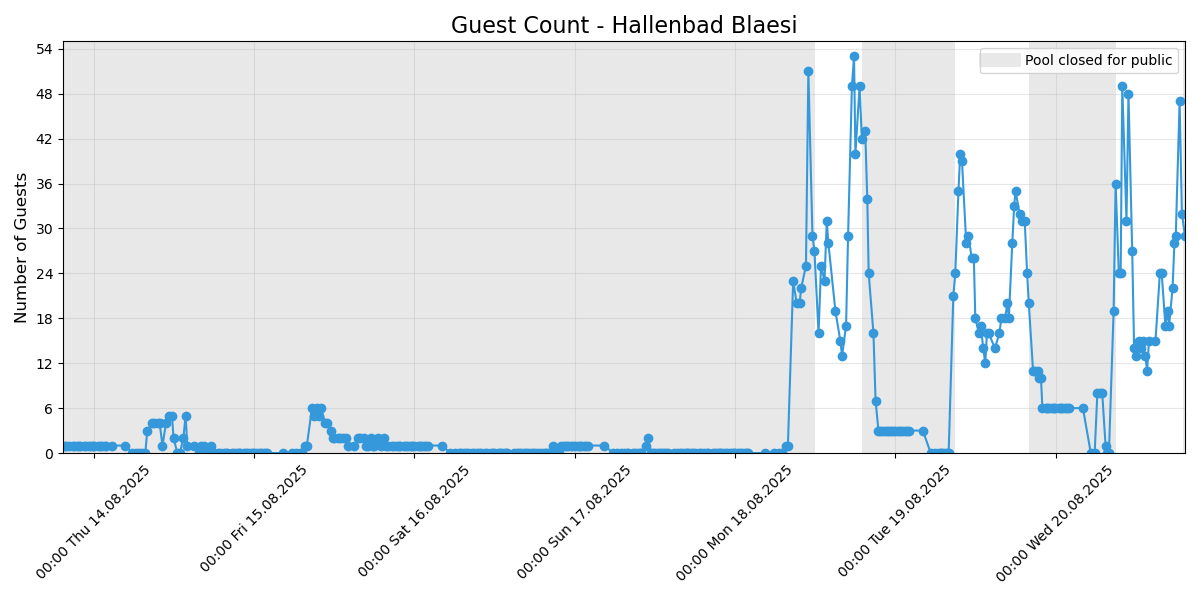 Guest Count - Hallenbad Blaesi
Pool closed for public
Number of Guests
54
48
42
36
30
24
18
12
6
0
00:00 Thu 14.08.2025
00:00 Fri 15.08.2025
00:00 Sat 16.08.2025
00:00 Sun 17.08.2025
00:00 Mon 18.08.2025
00:00 Tue 19.08.2025
00:00 Wed 20.08.2025